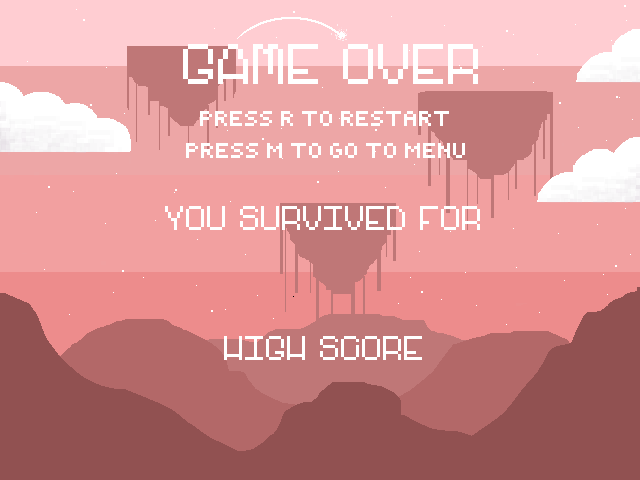 GAME OVER
PRESS R TO RESTART
PRESS M TO GO TO MENU
YOU SURVIVED FOR
HIGH SCORE